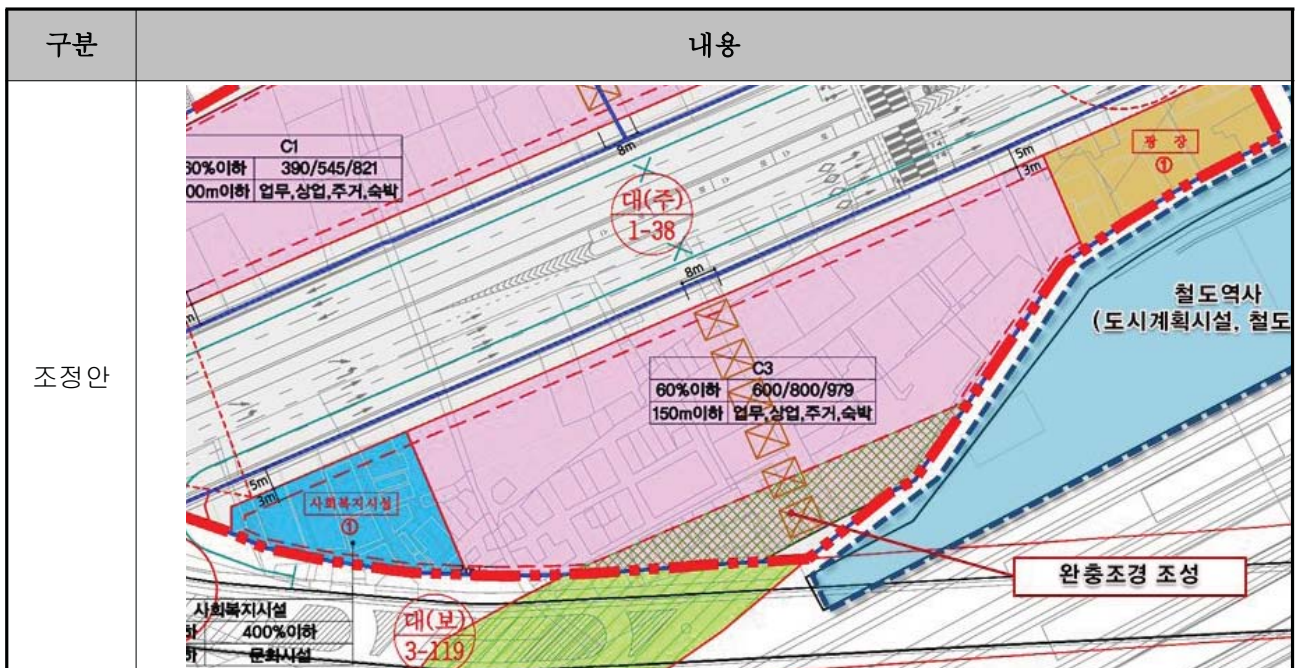 구분
내용
조정안
C1
60%이하 390/545/821
00m이하 업무,상업,주거,숙박
8m
대(주)
1-38
5m
3m
광 장
①
철도역사
(도시계획시설, 철도
8m
C3
60%이하 600/800/979
150m이하 업무,상업,주거,숙박
5m
3m
사회복지시설
①
완충조경 조성
사회복지시설
하 400%이하
하 문화시설
대(보)
3-119